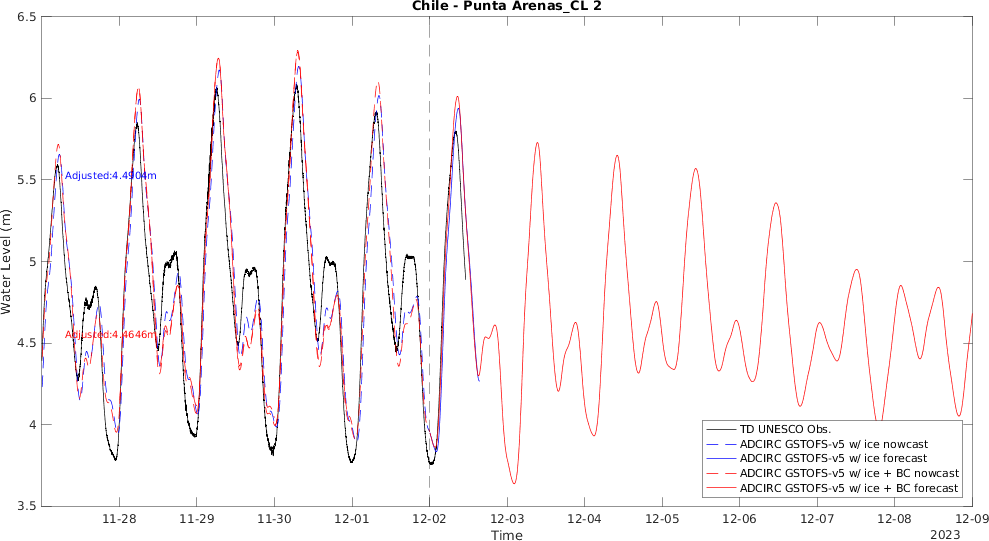 Chile - Punta Arenas_CL 2
Water Level (m)
6.5
6
5.5
5
4.5
4
3.5
Adjusted:4.4904m
Adjusted:4.4646m
TD UNESCO Obs.
ADCIRC GSTOFS-v5 w/ ice nowcast
ADCIRC GSTOFS-v5 w/ ice forecast
ADCIRC GSTOFS-v5 w/ ice + BC nowcast
ADCIRC GSTOFS-v5 w/ ice + BC forecast
11-28 11-29 11-30 12-01 12-02 12-03 12-04 12-05 12-06 12-07 12-08 12-09
Time
2023